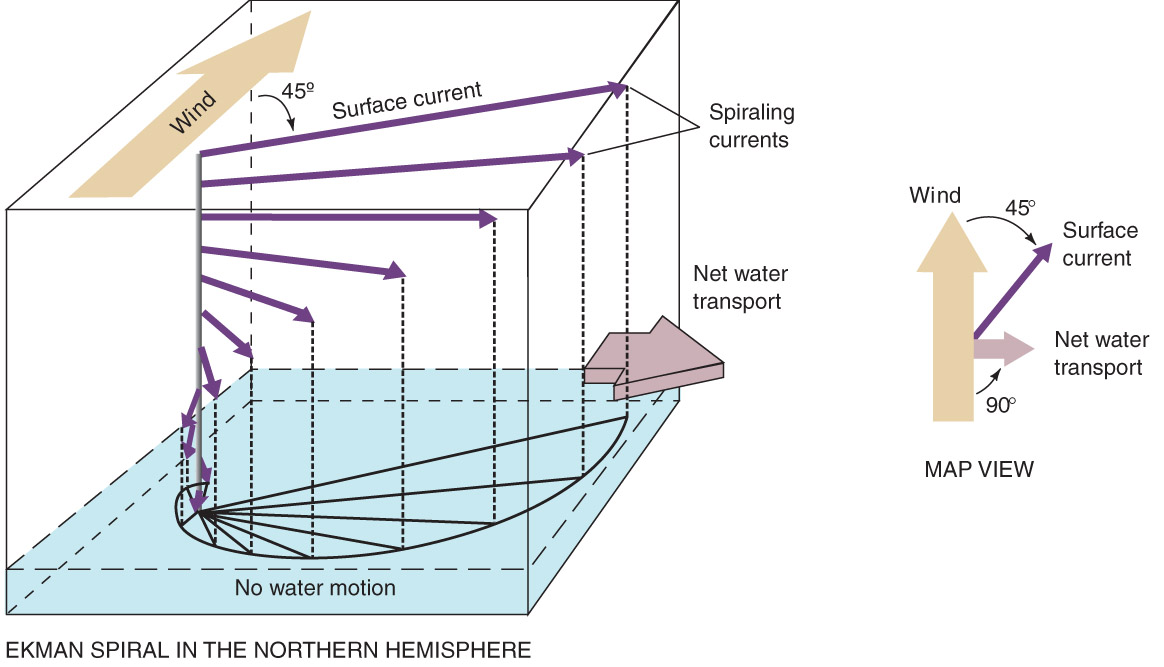 Wind
45º
Surface current
Spiraling
currents
Net water
transport
No water motion
EKMAN SPIRAL IN THE NORTHERN HEMISPHERE
Wind
45°
Surface
current
Net water
transport
90°
MAP VIEW